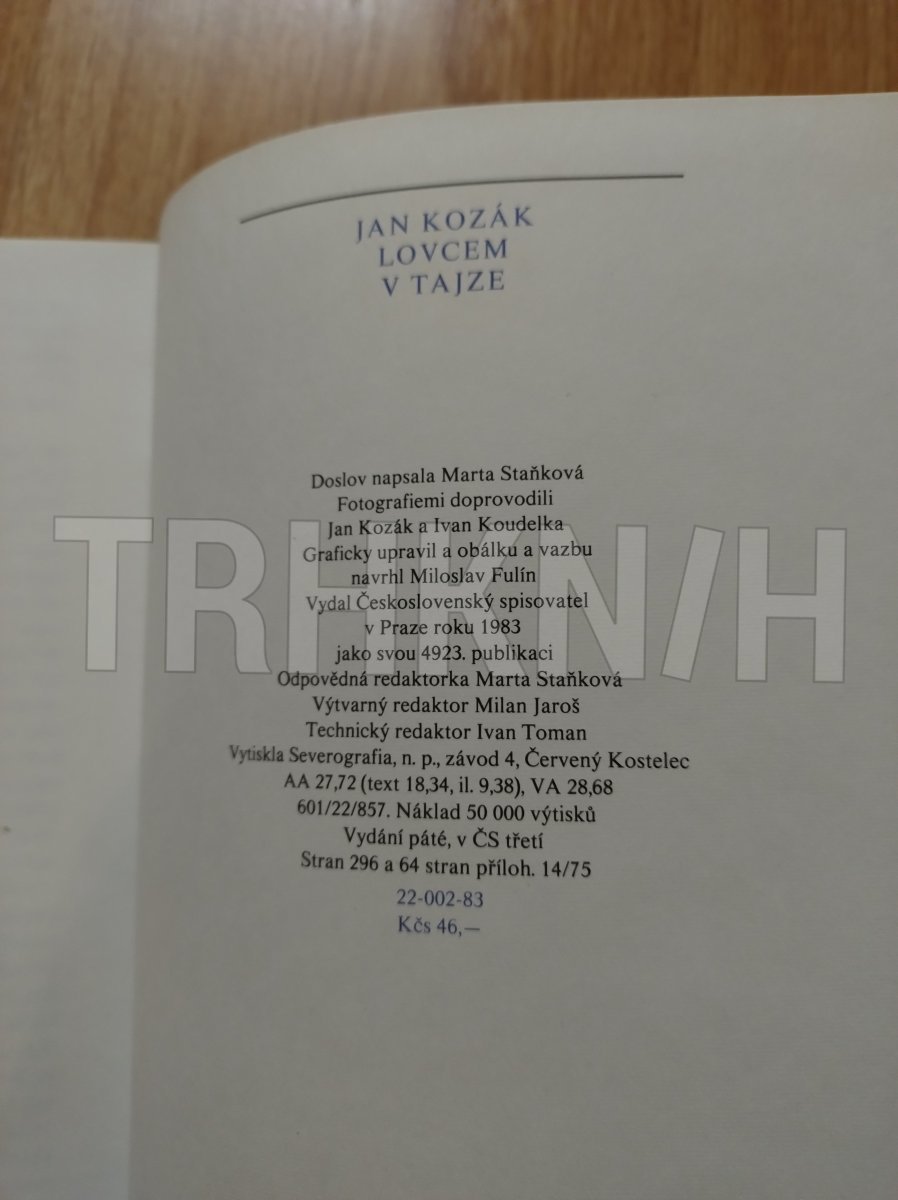 JAN KOZÁK
LOVCEM
V TAJZE
Doslov napsala Marta Staňková
Fotografiemi doprovodili
Jan Kozák a Ivan Koudelka
Graficky upravil a obálku a vazbu
navrhl Miloslav Fulín
Vydal Československý spisovatel
v Praze roku 1983
jako svou 4923. publikaci
Odpovědná redaktorka Marta Staňková
Výtvarný redaktor Milan Jaroš
Technický redaktor Ivan Toman
Vytiskla Severografia, n. p., závod 4, Červený Kostelec
AA 27,72 (text 18,34, il. 9,38), VA 28,68
601/22/857. Náklad 50 000 výtisků
Vydání páté, v ČS třetí
Stran 296 a 64 stran příloh. 14/75
22-002-83
Kčs 46,—
TRHKN/H